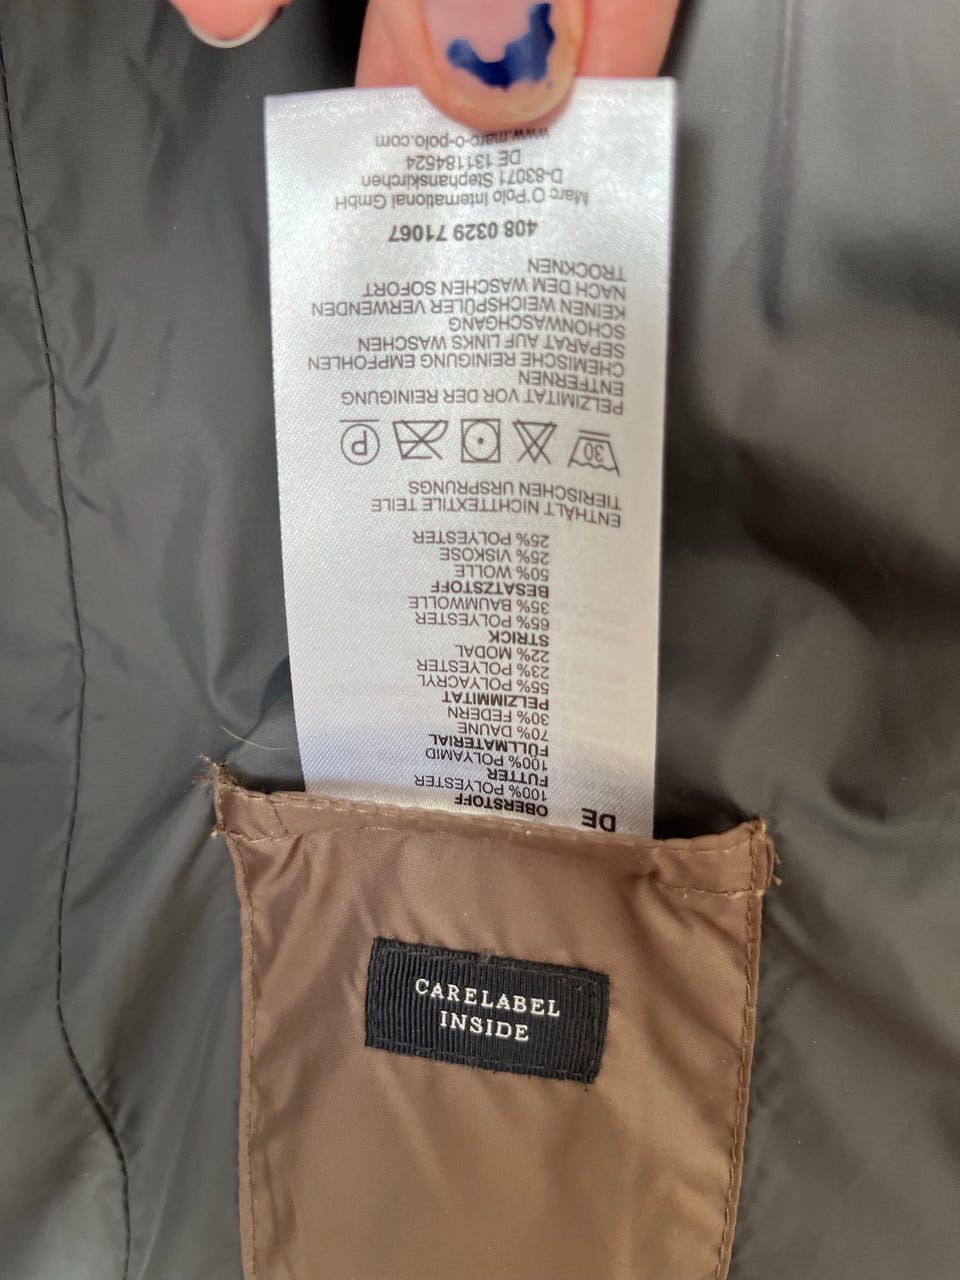 DE
OBERSTOFF
100% POLYESTER
FUTTER
100% POLYAMID
FÜLLMATERIAL
70% DAUNE
30% FEDERN
PELZIMMITAT
55% POLYACRYL
23% POLYESTER
22% MODAL
STRICK
65% POLYESTER
35% BAUMWOLLE
BESATZSTOFF
50% WOLLE
25% VISKOSE
25% POLYESTER
ENTHÄLT NICHTTEXTILE TEILE
TIERISCHEN URSPRUNGS
30 P
PELZIMITAT VOR DER REINIGUNG
ENTFERNEN
CHEMISCHE REINIGUNG EMPFOHLEN
SEPARAT AUF LINKS WASCHEN
SCHONWASCHGANG
KEINEN WEICHSPÜLER VERWENDEN
NACH DEM WASCHEN SOFORT
TROCKNEN
408 0329 71067
Marc O'Polo International GmbH
D-83071 Stephanskirchen
DE 131184524
www.marc-o-polo.com
CARELABEL
INSIDE